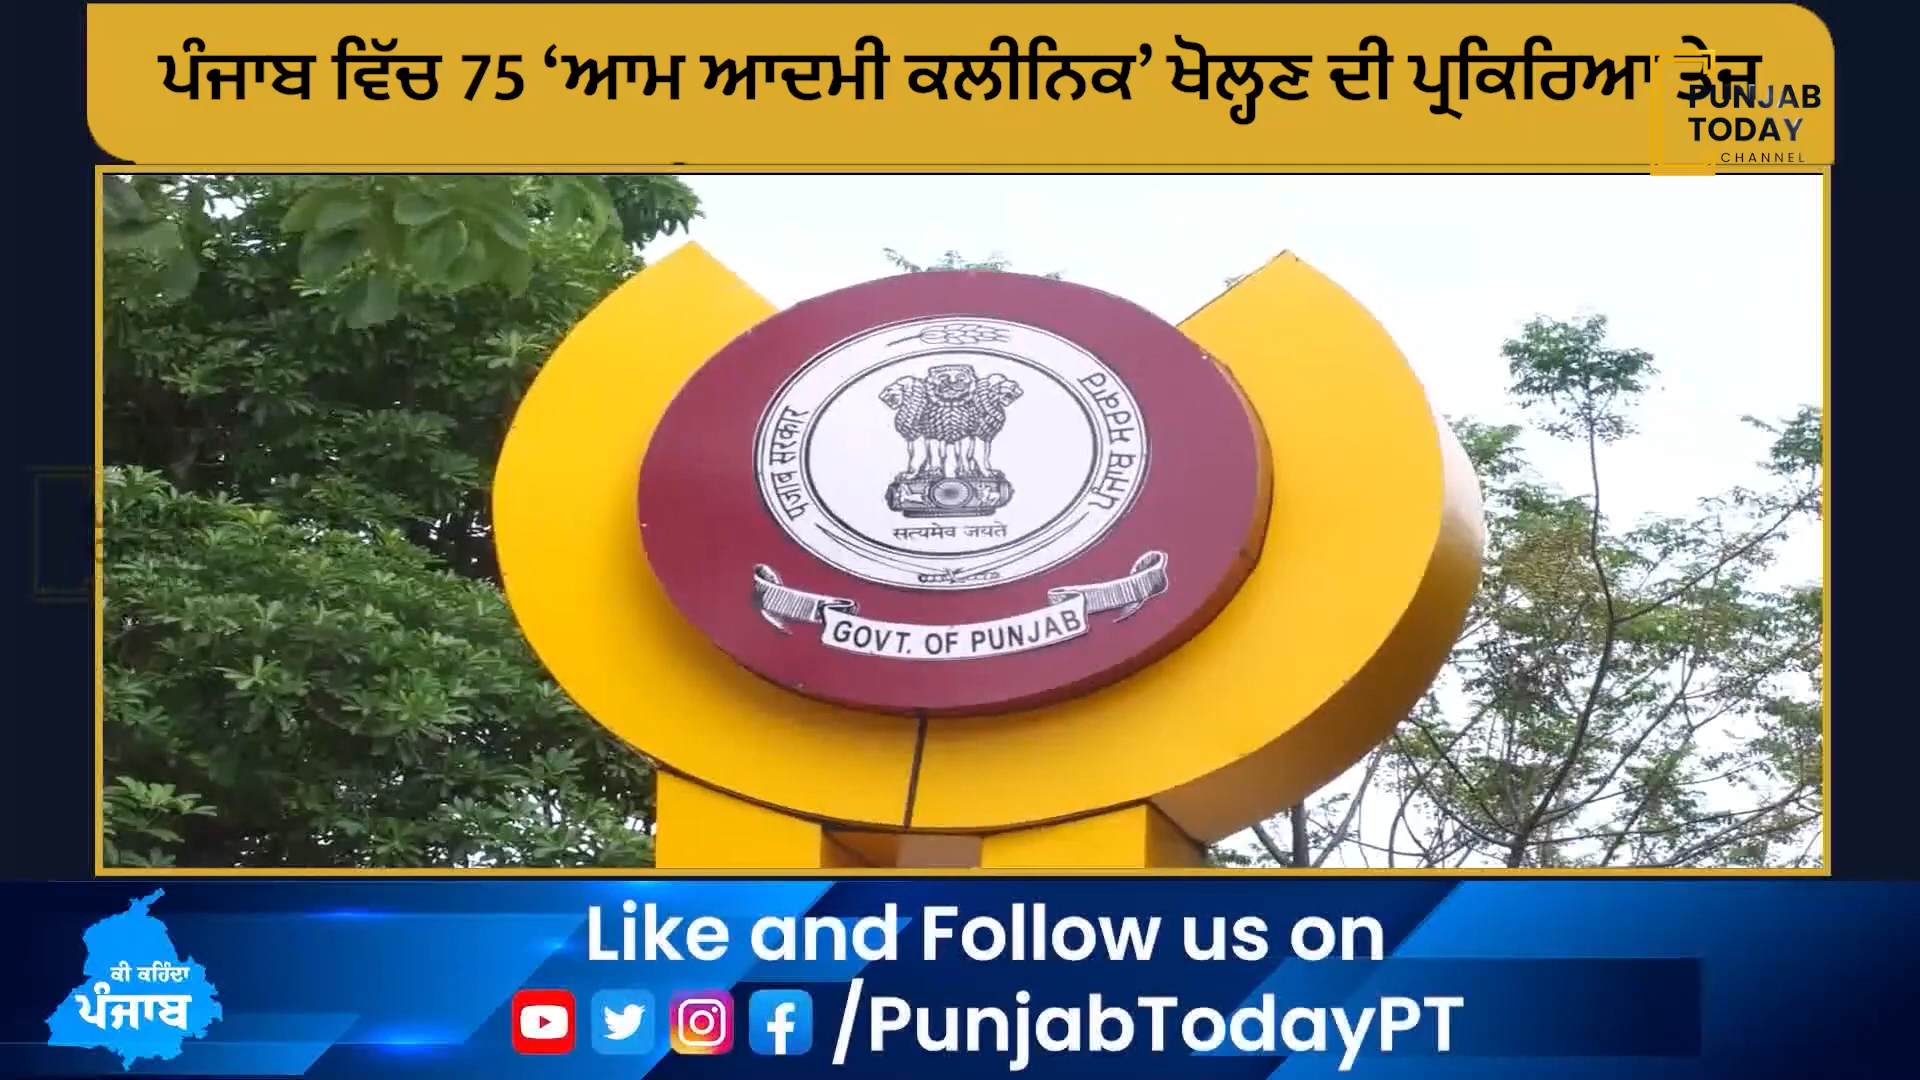 ਪੰਜਾਬ ਵਿੱਚ 75 ‘ਆਮ ਆਦਮੀ ਕਲੀਨਿਕ’ ਖੋਲ੍ਹਣ ਦੀ ਪ੍ਰਕਿਰਿਆ ਤੇਜ਼
PUNJAB
TODAY
CHANNEL
ਪੰਜਾਬ ਸਰਕਾਰ
सत्यमेव जयते
GOVT. OF PUNJAB
Like and Follow us on
/PunjabTodayPT
ਕੀ ਕਹਿੰਦਾ
ਪੰਜਾਬ